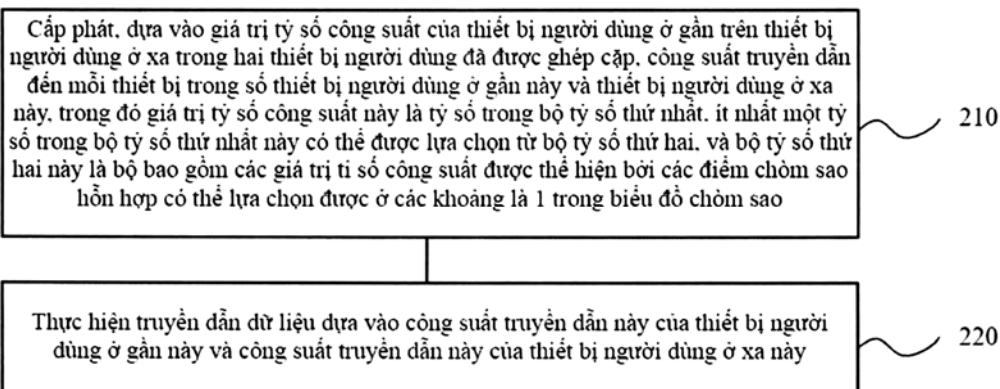 Cấp phát, dựa vào giá trị tỷ số công suất của thiết bị người dùng ở gần trên thiết bị
người dùng ở xa trong hai thiết bị người dùng đã được ghép cặp, công suất truyền dẫn
đến mỗi thiết bị trong số thiết bị người dùng ở gần này và thiết bị người dùng ở xa
này, trong đó giá trị tỷ số công suất này là tỷ số trong bộ tỷ số thứ nhất, ít nhất một tỷ
số trong bộ tỷ số thứ nhất này có thể được lựa chọn từ bộ tỷ số thứ hai, và bộ tỷ số thứ
hai này là bộ bao gồm các giá trị tỉ số công suất được thể hiện bởi các điểm chòm sao
hỗn hợp có thể lựa chọn được ở các khoảng là 1 trong biểu đồ chòm sao
210
Thực hiện truyền dẫn dữ liệu dựa vào công suất truyền dẫn này của thiết bị người
dùng ở gần này và công suất truyền dẫn này của thiết bị người dùng ở xa này
220